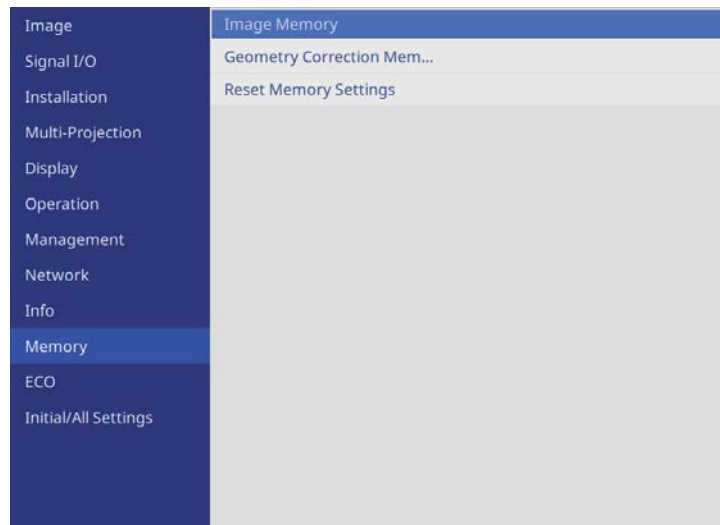 Image
Signal I/O
Installation
Multi-Projection
Display
Operation
Management
Network
Info
Memory
ECO
Initial/All Settings
Image Memory
Geometry Correction Mem...
Reset Memory Settings